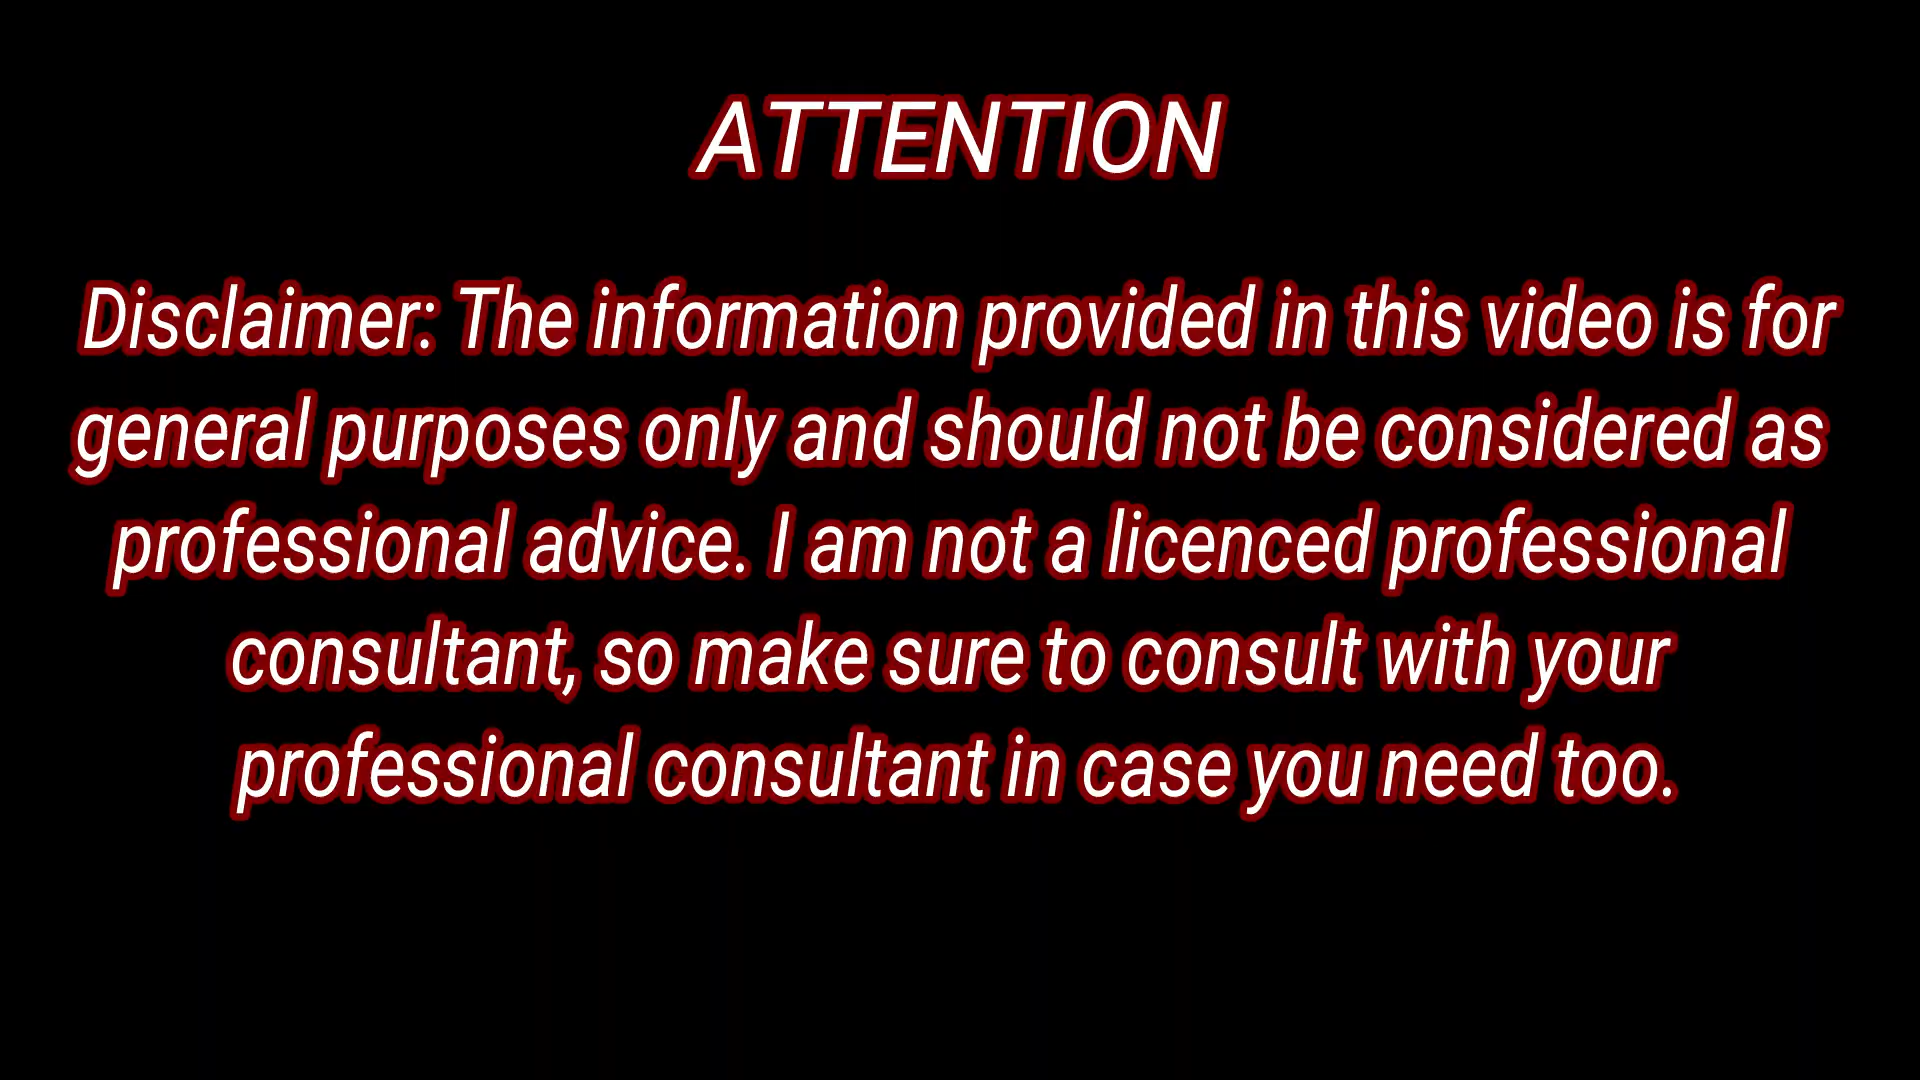 ATTENTION
Disclaimer: The information provided in this video is for
general purposes only and should not be considered as
professional advice. I am not a licenced professional
consultant, so make sure to consult with your
professional consultant in case you need too.